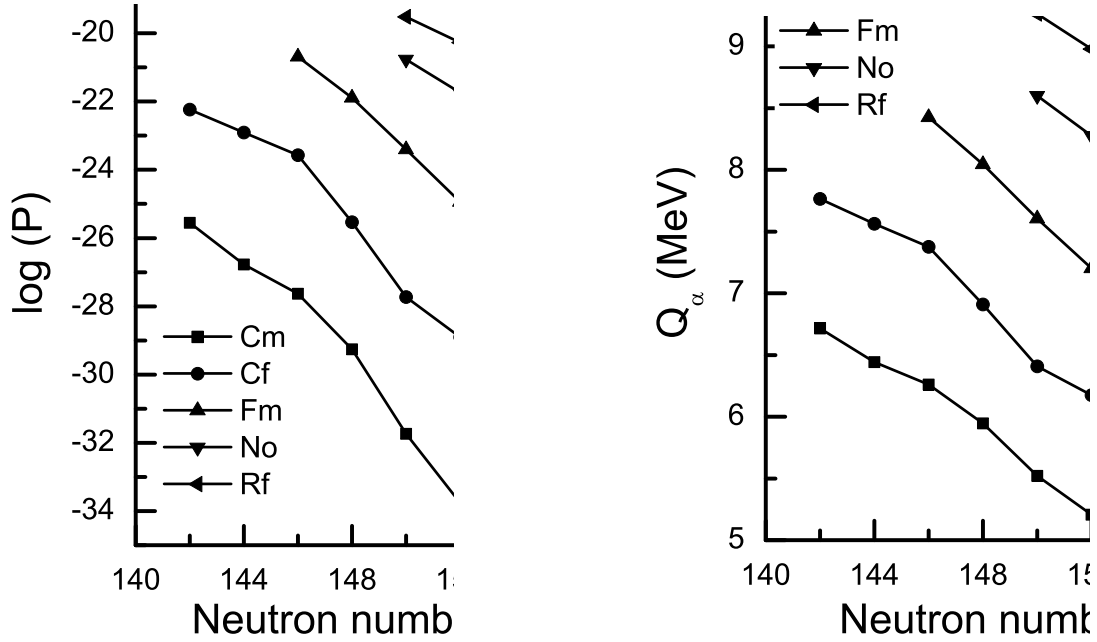 -20
-22
-24
-26
-28
-30
-32
-34
log (P)
Cm
Cf
Fm
No
Rf
140 144 148
Neutron numb
9
8
7
6
5
Qα (MeV)
Fm
No
Rf
140 144 148
Neutron numb